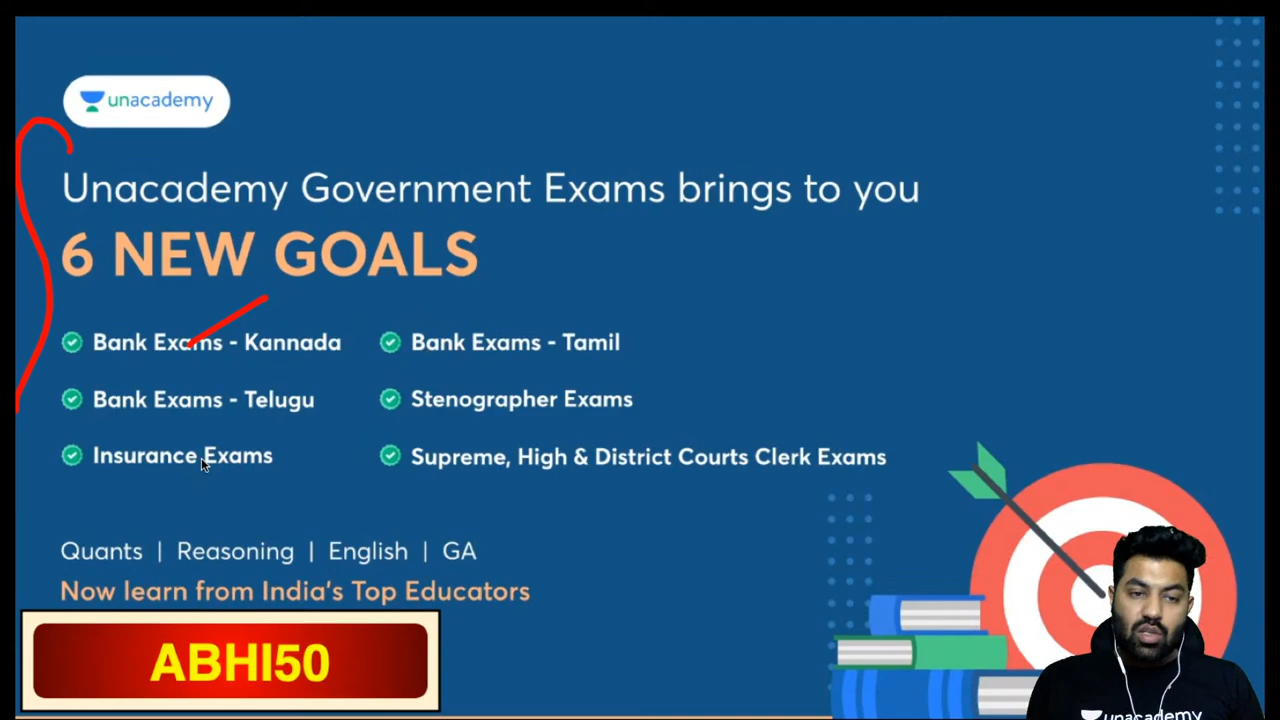 unacademy
Unacademy Government Exams brings to you
6 NEW GOALS
Bank Exams - Kannada
Bank Exams - Tamil
Bank Exams - Telugu
Stenographer Exams
Insurance Exams
Supreme, High & District Courts Clerk Exams
Quants | Reasoning | English | GA
Now learn from India's Top Educators
ABHI50
unacademy